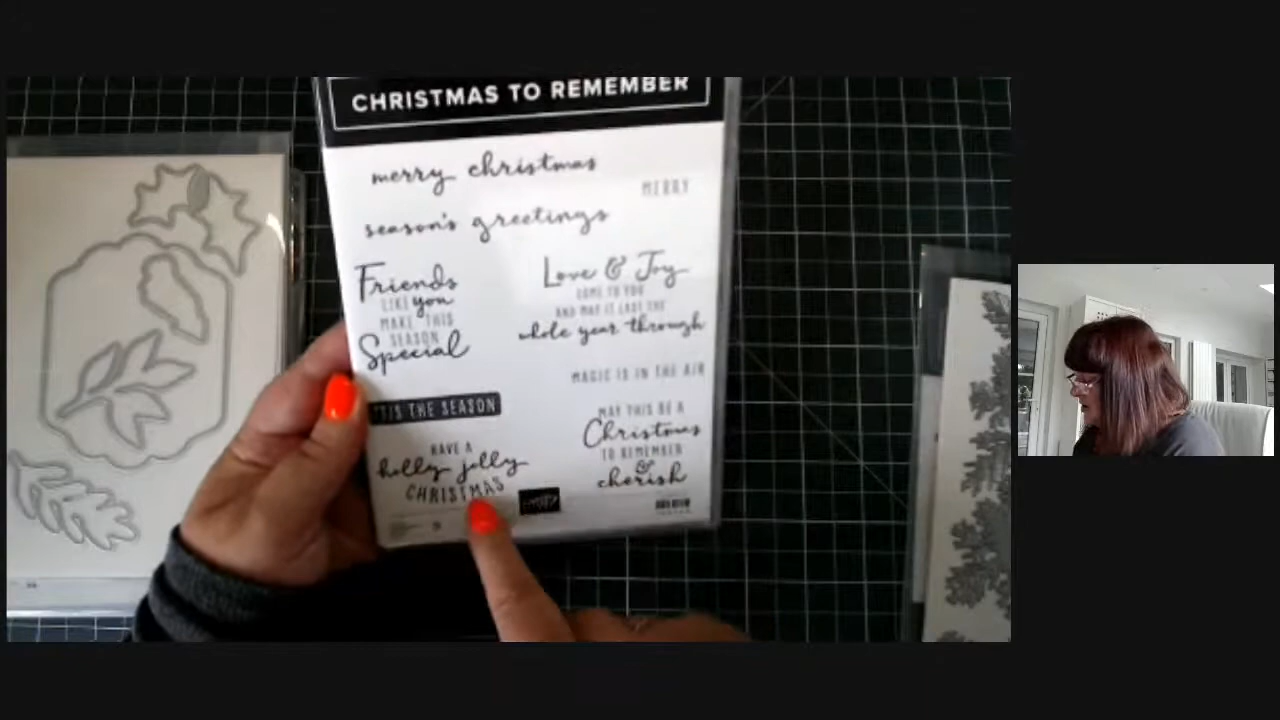 CHRISTMAS TO REMEMBER
merry christmas
MERRY
season's greetings
Friends
LIKE you
MAKE THIS
SEASON
Special
Love & Joy
COME TO YOU
AND MAY IT LAST THE
whole year through
MAGIC IS IN THE AIR
'TIS THE SEASON
HAVE A
holly jolly
CHRISTMAS
MAY THIS BE A
Christmas
TO REMEMBER
&
cherish